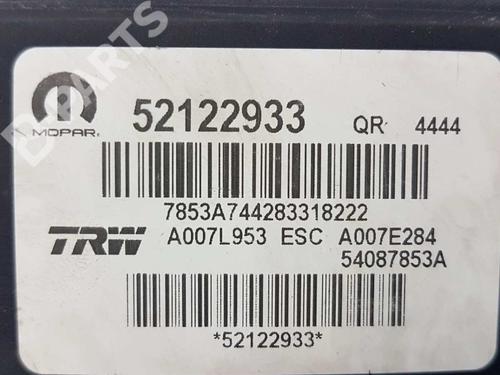 B-PARTS
MOPAR®
52122933 QR 4444
7853A744283318222
TRW A007L953 ESC A007E284
54087853A
*52122933*